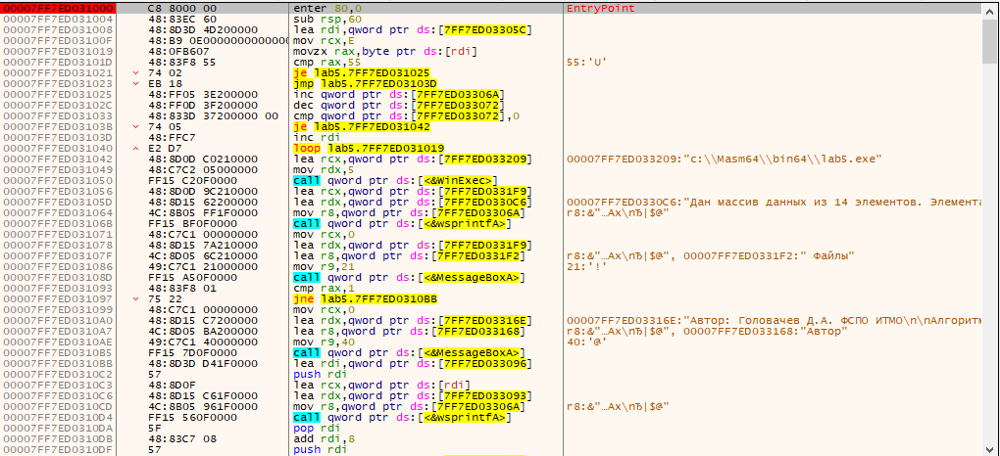 00007FF7ED031000 C8 8000 00 enter 80,0 EntryPoint
00007FF7ED031004 48:83EC 60 sub rsp,60
00007FF7ED031008 48:8D3D 4D200000 lea rdi,qword ptr ds:[7FF7ED03305C]
00007FF7ED03100F 48:B9 0E00000000000000 mov rcx,E
00007FF7ED031019 48:0FB607 movzx rax,byte ptr ds:[rdi]
00007FF7ED03101D 48:83F8 55 cmp rax,55 55:'U'
00007FF7ED031021 74 02 je lab5.7FF7ED031025
00007FF7ED031023 EB 18 jmp lab5.7FF7ED03103D
00007FF7ED031025 48:FF05 3E200000 inc qword ptr ds:[7FF7ED03306A]
00007FF7ED03102C 48:FF0D 3F200000 dec qword ptr ds:[7FF7ED033072]
00007FF7ED031033 48:833D 37200000 00 cmp qword ptr ds:[7FF7ED033072],0
00007FF7ED03103B 74 05 je lab5.7FF7ED031042
00007FF7ED03103D 48:FFC7 inc rdi
00007FF7ED031040 E2 D7 loop lab5.7FF7ED031019
00007FF7ED031042 48:8D0D C0210000 lea rcx,qword ptr ds:[7FF7ED033209] 00007FF7ED033209:"c:\\Masm64\\bin64\\lab5.exe"
00007FF7ED031049 48:C7C2 05000000 mov rdx,5
00007FF7ED031050 FF15 C20F0000 call qword ptr ds:[<&WinExec>]
00007FF7ED031056 48:8D0D 9C210000 lea rcx,qword ptr ds:[7FF7ED0331F9]
00007FF7ED03105D 48:8D15 62200000 lea rdx,qword ptr ds:[7FF7ED0330C6] 00007FF7ED0330C6:"Дан массив данных из 14 элементов. Элемента
00007FF7ED031064 4C:8B05 FF1F0000 mov r8,qword ptr ds:[7FF7ED03306A] r8:&"…Ax\nЂ|$@"
00007FF7ED03106B FF15 BF0F0000 call qword ptr ds:[<&wsprintfA>]
00007FF7ED031071 48:C7C1 00000000 mov rcx,0
00007FF7ED031078 48:8D15 7A210000 lea rdx,qword ptr ds:[7FF7ED0331F9]
00007FF7ED03107F 4C:8D05 6C210000 lea r8,qword ptr ds:[7FF7ED0331F2] r8:&"…Ax\nЂ|$@", 00007FF7ED0331F2:" Файлы"
00007FF7ED031086 49:C7C1 21000000 mov r9,21 21:'!'
00007FF7ED03108D FF15 A50F0000 call qword ptr ds:[<&MessageBoxA>]
00007FF7ED031093 48:83F8 01 cmp rax,1
00007FF7ED031097 75 22 jne lab5.7FF7ED0310BB
00007FF7ED031099 48:C7C1 00000000 mov rcx,0
00007FF7ED0310A0 48:8D15 C7200000 lea rdx,qword ptr ds:[7FF7ED03316E] 00007FF7ED03316E:"Автор: Головачев Д.А. ФСПО ИТМО\n\nАлгоритм
00007FF7ED0310A7 4C:8D05 BA200000 lea r8,qword ptr ds:[7FF7ED033168] r8:&"…Ax\nЂ|$@", 00007FF7ED033168:"Автор"
00007FF7ED0310AE 49:C7C1 40000000 mov r9,40 40:'@'
00007FF7ED0310B5 FF15 7D0F0000 call qword ptr ds:[<&MessageBoxA>]
00007FF7ED0310BB 48:8D3D D41F0000 lea rdi,qword ptr ds:[7FF7ED033096]
00007FF7ED0310C2 57 push rdi
00007FF7ED0310C3 48:8D0F lea rcx,qword ptr ds:[rdi]
00007FF7ED0310C6 48:8D15 C61F0000 lea rdx,qword ptr ds:[7FF7ED033093]
00007FF7ED0310CD 4C:8B05 961F0000 mov r8,qword ptr ds:[7FF7ED03306A] r8:&"…Ax\nЂ|$@"
00007FF7ED0310D4 FF15 560F0000 call qword ptr ds:[<&wsprintfA>]
00007FF7ED0310DA 5F pop rdi
00007FF7ED0310DB 48:83C7 08 add rdi,8
00007FF7ED0310DF 57 push rdi